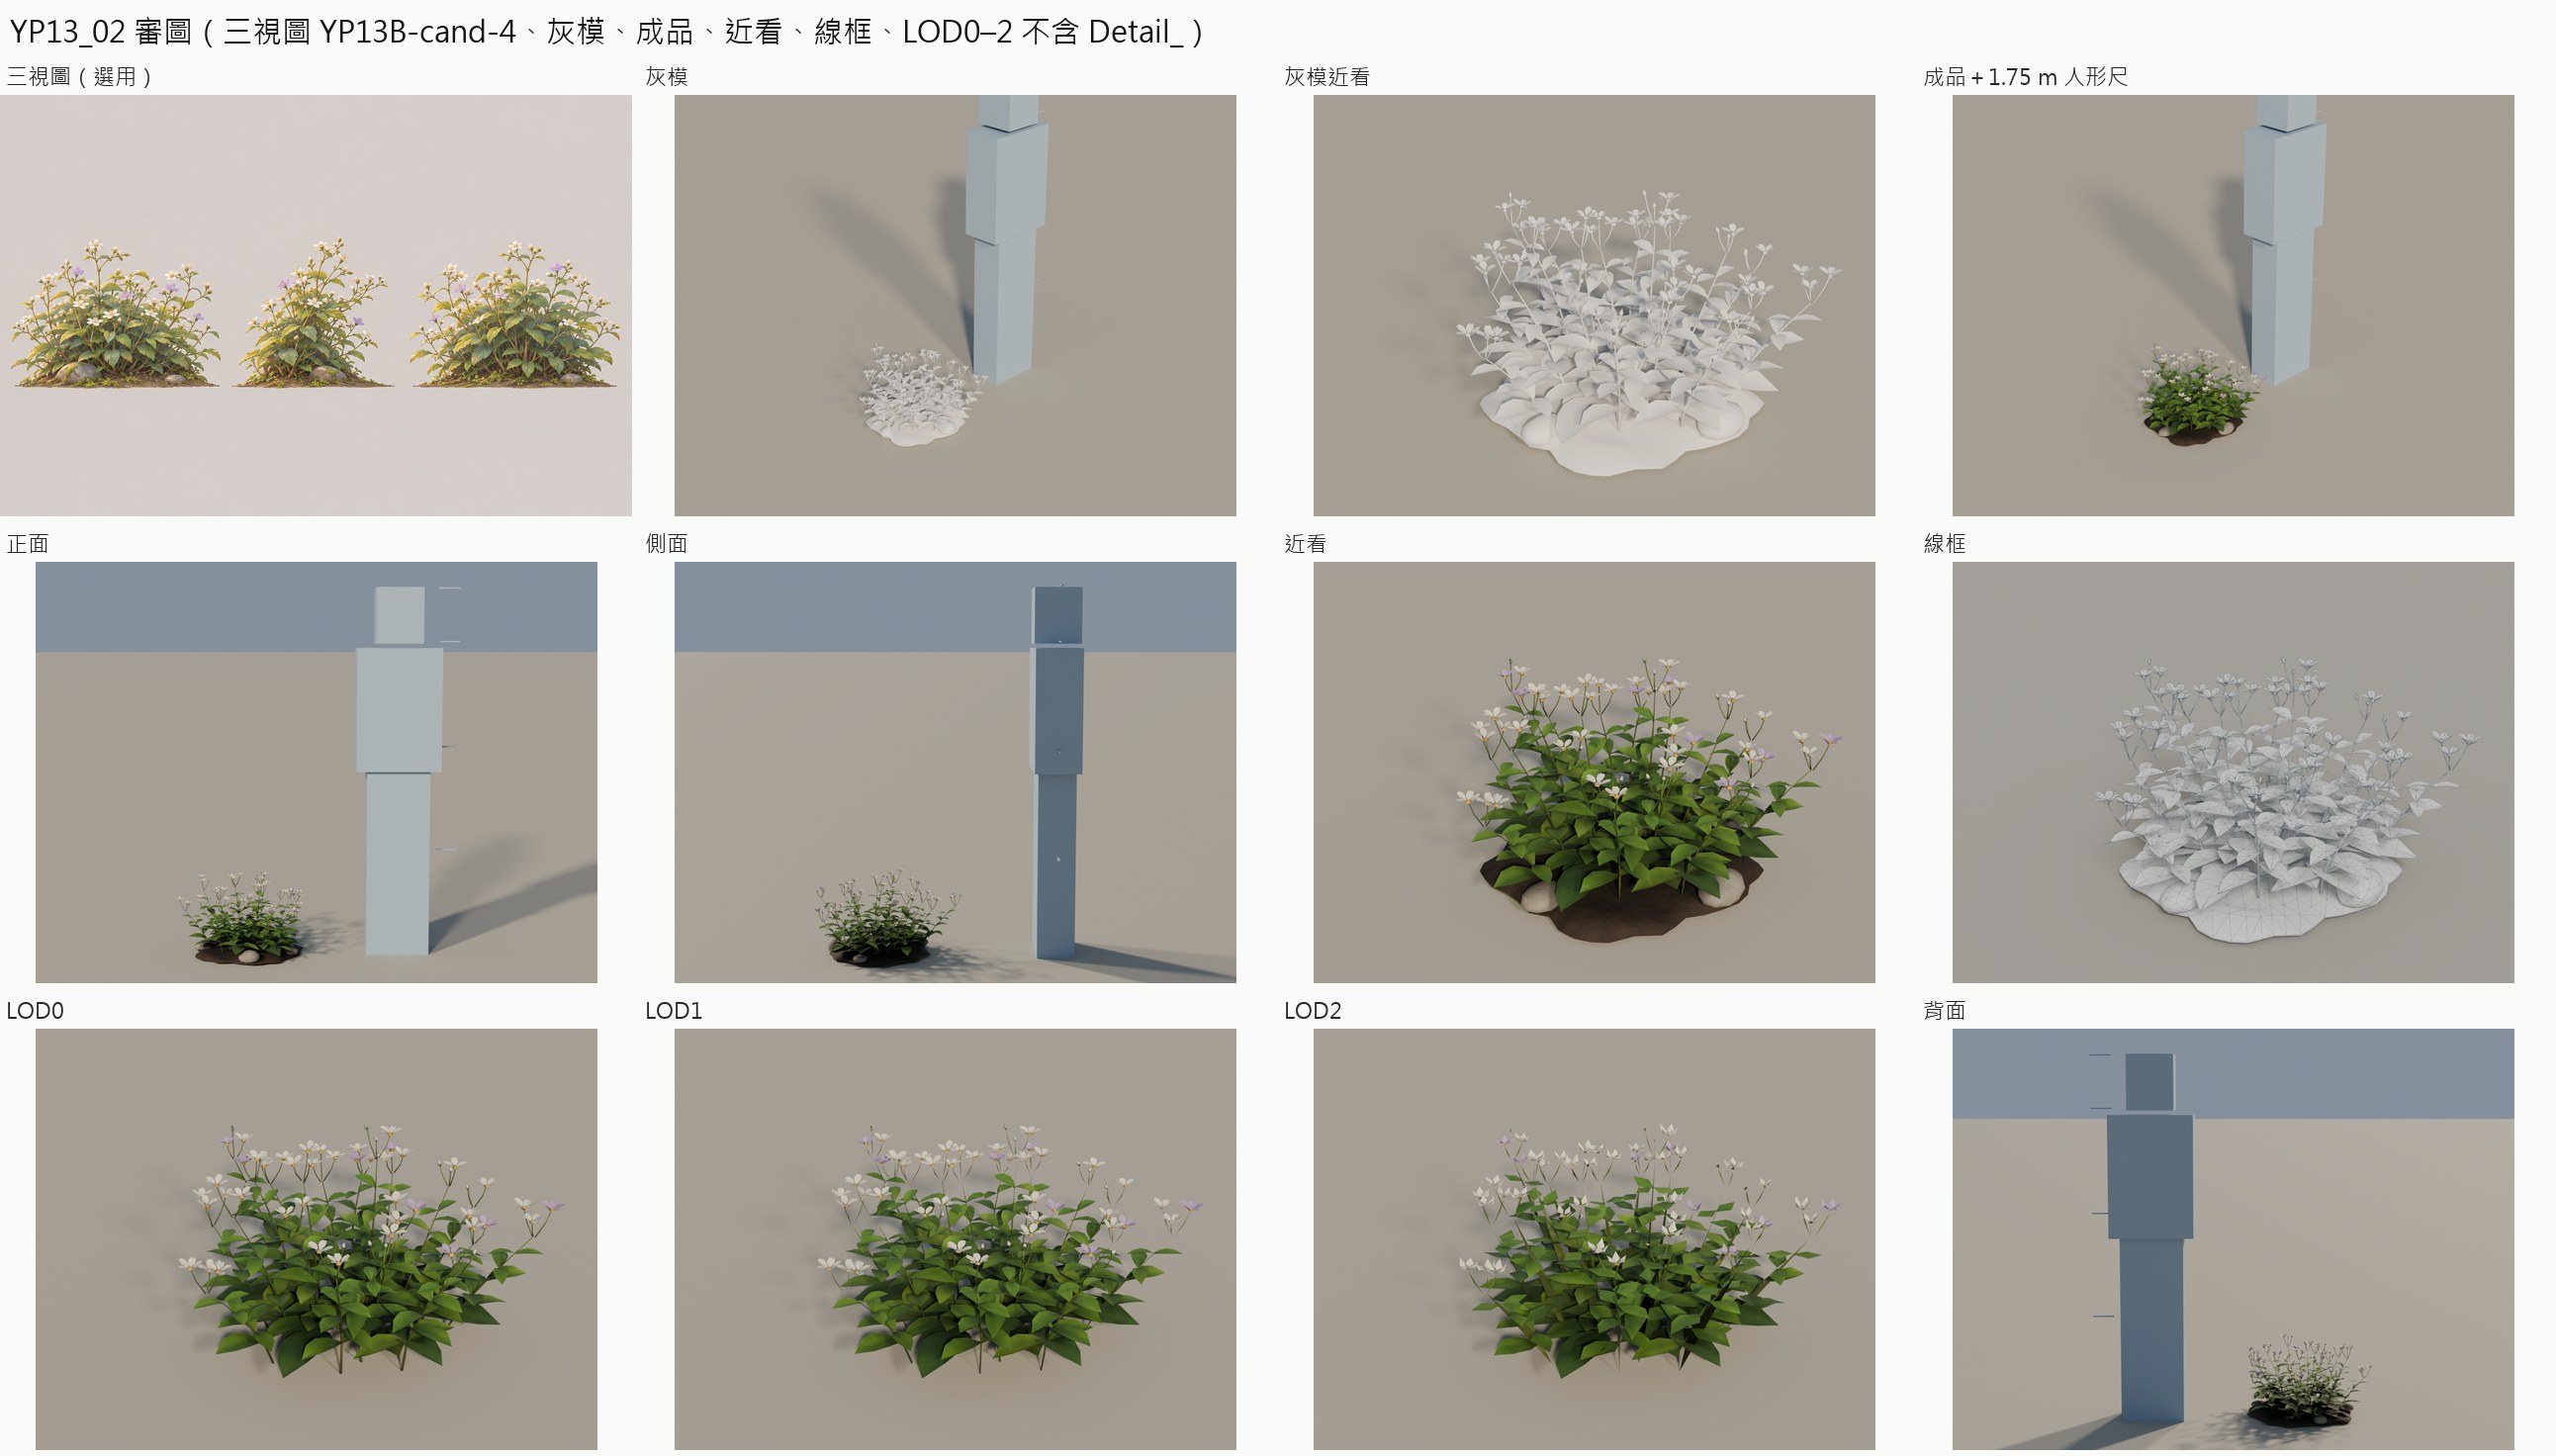 YP13_02 審圖（三視圖 YP13B-cand-4、灰模、成品、近看、線框、LOD0–2 不含 Detail_）
三視圖（選用）
灰模
灰模近看
成品 + 1.75 m 人形尺
正面
側面
近看
線框
LOD0
LOD1
LOD2
背面